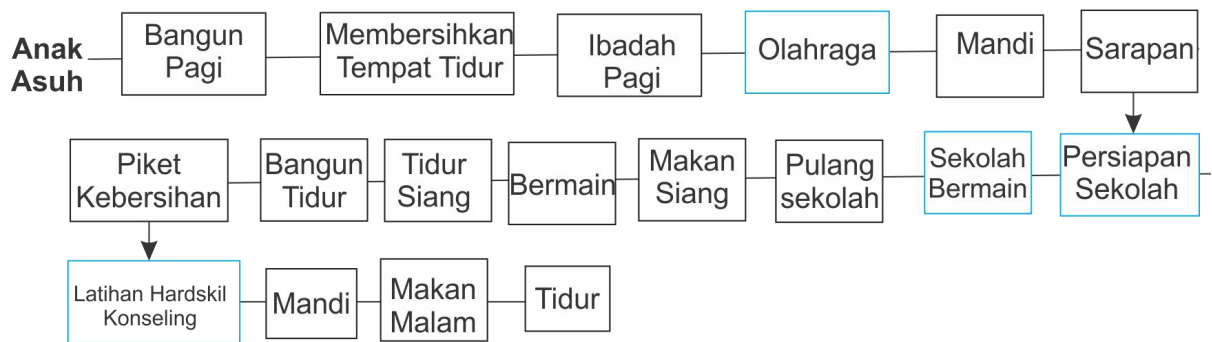 Anak
Asuh
Bangun
Pagi
Membersihkan
Tempat Tidur
Ibadah
Pagi
Olahraga
Mandi
Sarapan
Persiapan
Sekolah
Sekolah
Bermain
Pulang
sekolah
Makan
Siang
Bermain
Tidur
Siang
Bangun
Tidur
Piket
Kebersihan
Latihan Hardskil
Konseling
Mandi
Makan
Malam
Tidur